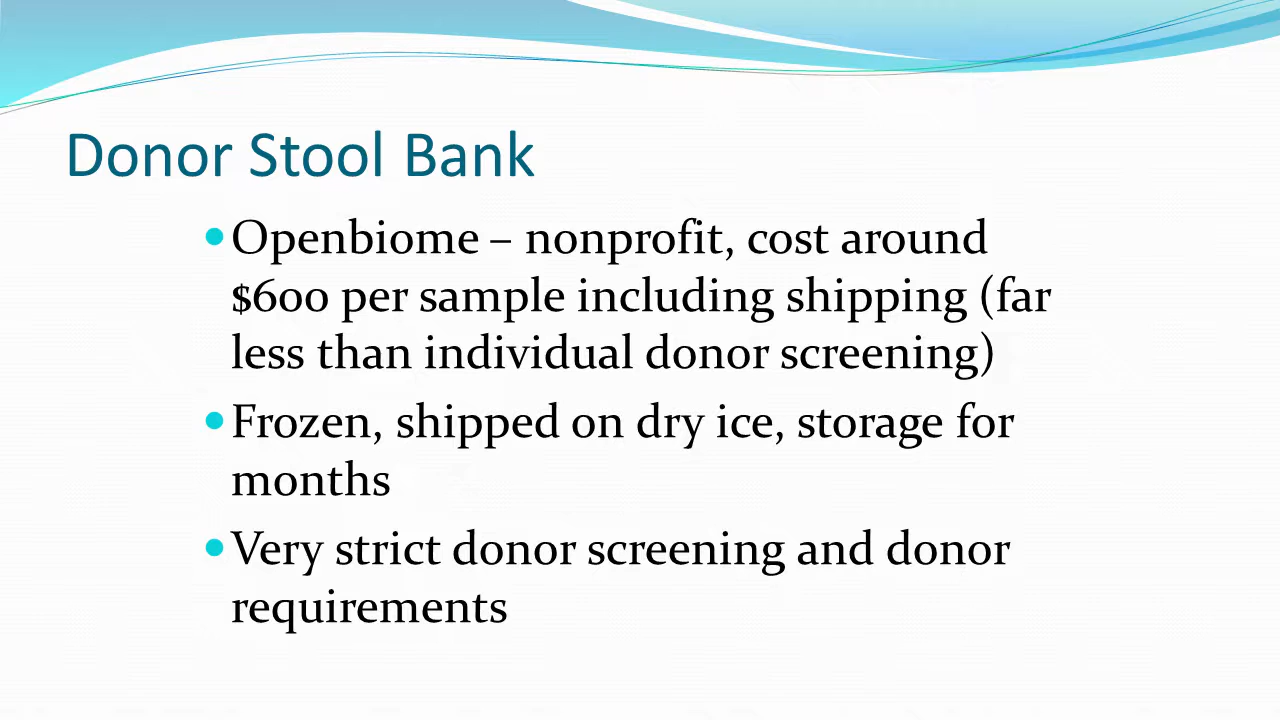 Donor Stool Bank
Openbiome – nonprofit, cost around
$600 per sample including shipping (far
less than individual donor screening)
Frozen, shipped on dry ice, storage for
months
Very strict donor screening and donor
requirements